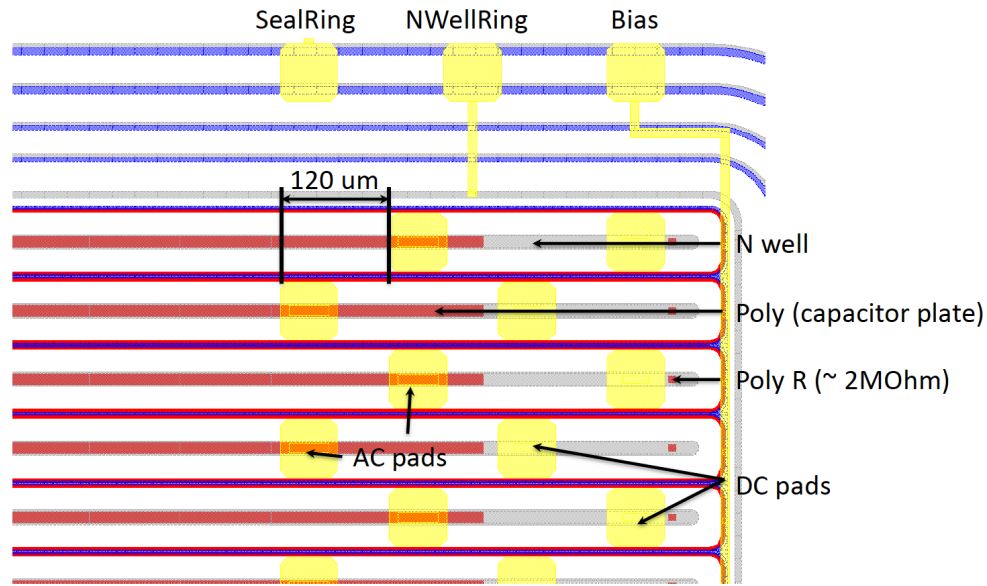 SealRing NWellRing Bias
120 um
N well
Poly (capacitor plate)
Poly R (~ 2MOhm)
AC pads
DC pads